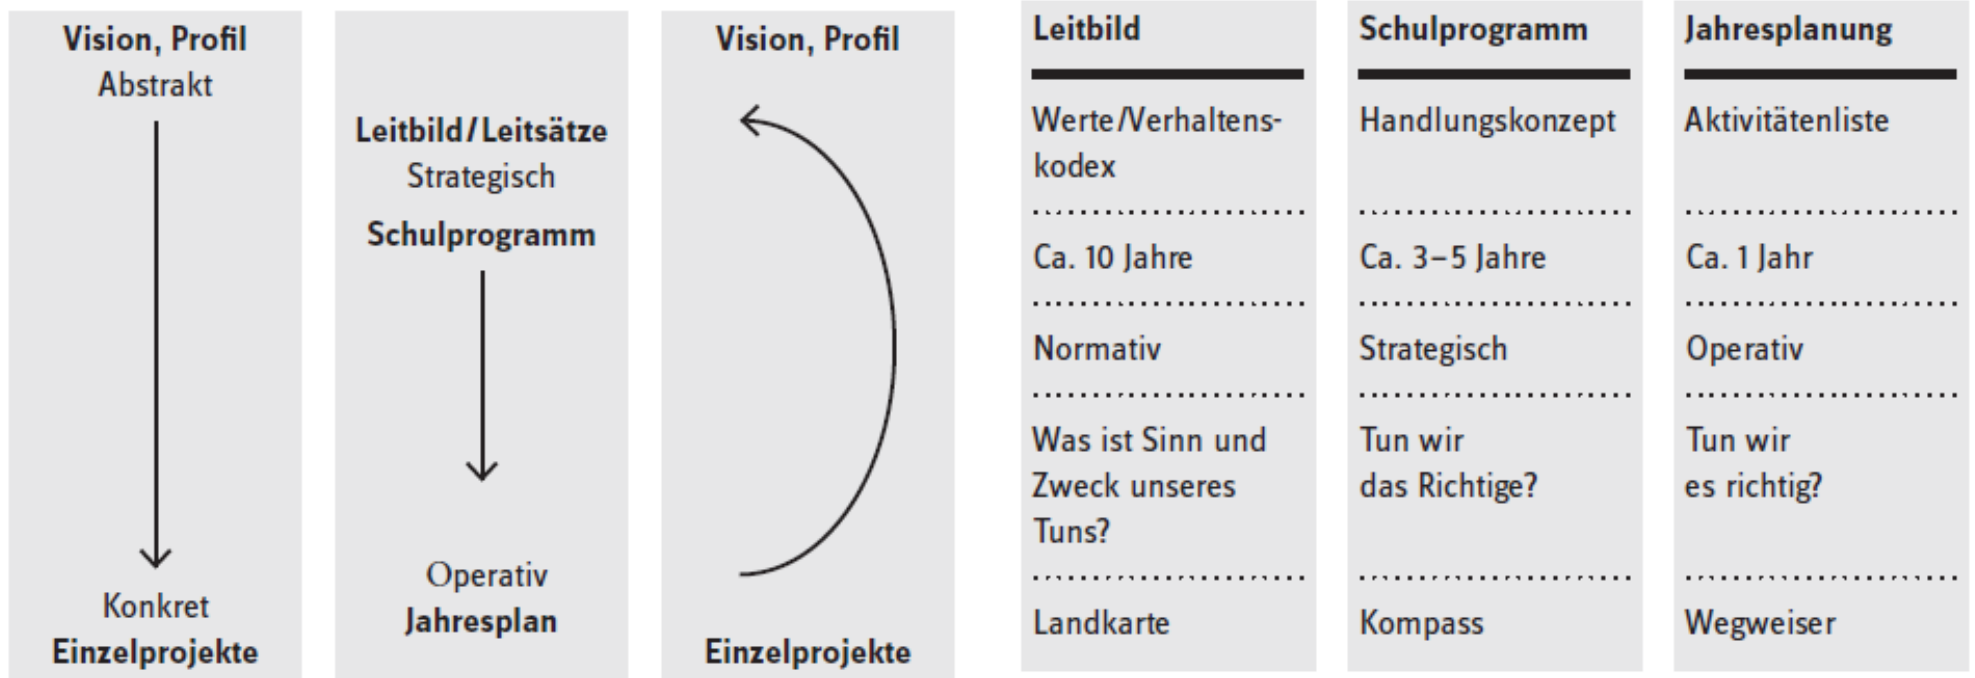 Vision, Profil
Abstrakt
Konkret
Einzelprojekte
Leitbild/Leitsätze
Strategisch
Schulprogramm
Operativ
Jahresplan
Vision, Profil
Einzelprojekte
Leitbild
Werte/Verhaltens-
kodex
Ca. 10 Jahre
Normativ
Was ist Sinn und
Zweck unseres
Tuns?
Landkarte
Schulprogramm
Handlungskonzept
Ca. 3–5 Jahre
Strategisch
Tun wir
das Richtige?
Kompass
Jahresplanung
Aktivitätenliste
Ca. 1 Jahr
Operativ
Tun wir
es richtig?
Wegweiser